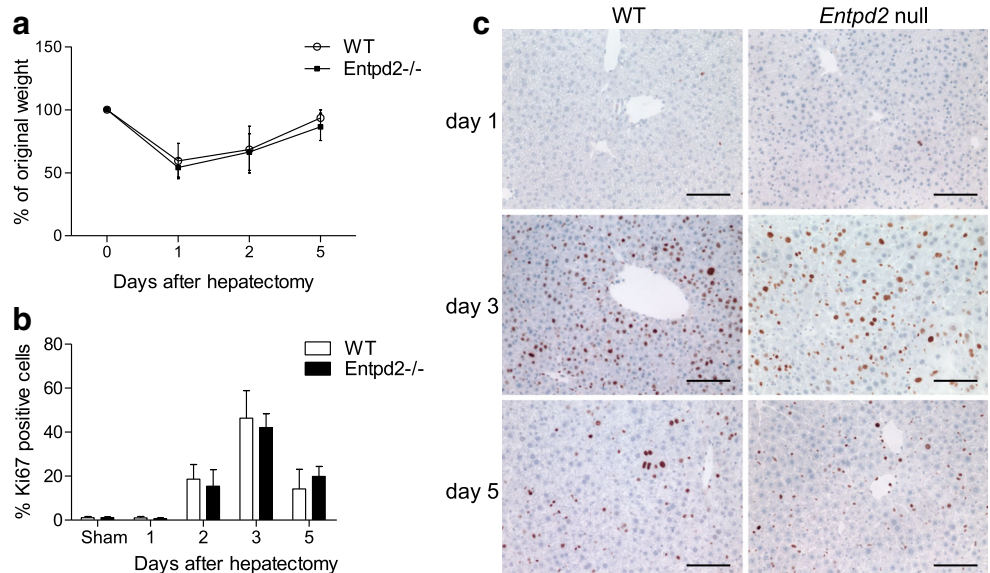 a
150
100
50
0
% of original weight
WT
Entpd2-/-
0 1 2 5
Days after hepatectomy
b
80
60
40
20
0
% Ki67 positive cells
WT
Entpd2-/-
Sham 1 2 3 5
Days after hepatectomy
c
WT Entpd2 null
day 1
day 3
day 5